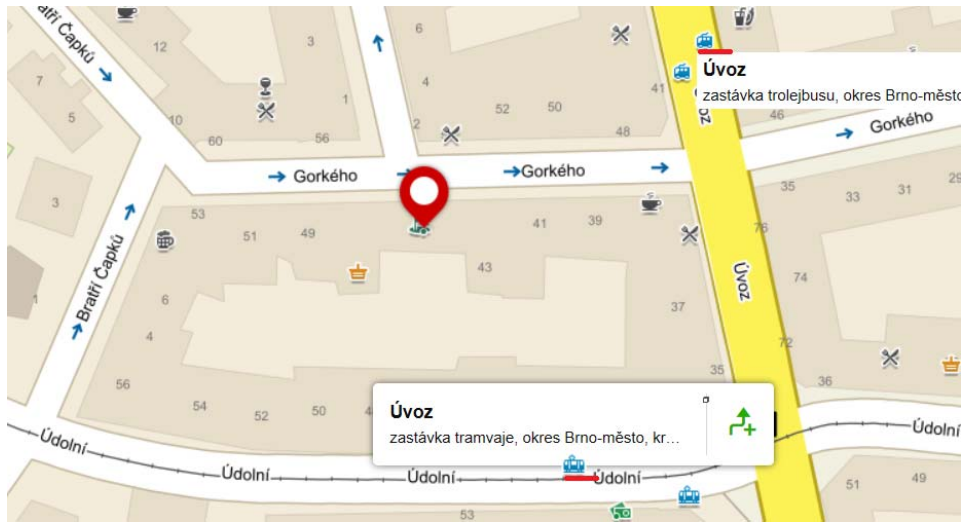 Bratří Čapků
12
3
6
41
Úvoz
zastávka trolejbusu, okres Brno-město
7
5
10
60
1
56
4
2
52
50
48
46
Gorkého
Gorkého
Gorkého
3
53
51
49
41
39
35
33
31
29
76
43
Bratří Čapků
1
6
4
37
Úvoz
74
72
56
54
52
50
35
36
Úvoz
zastávka tramvaje, okres Brno-město, kr…
Údolní
Údolní
Údolní
Údolní
Údolní
53
51
49